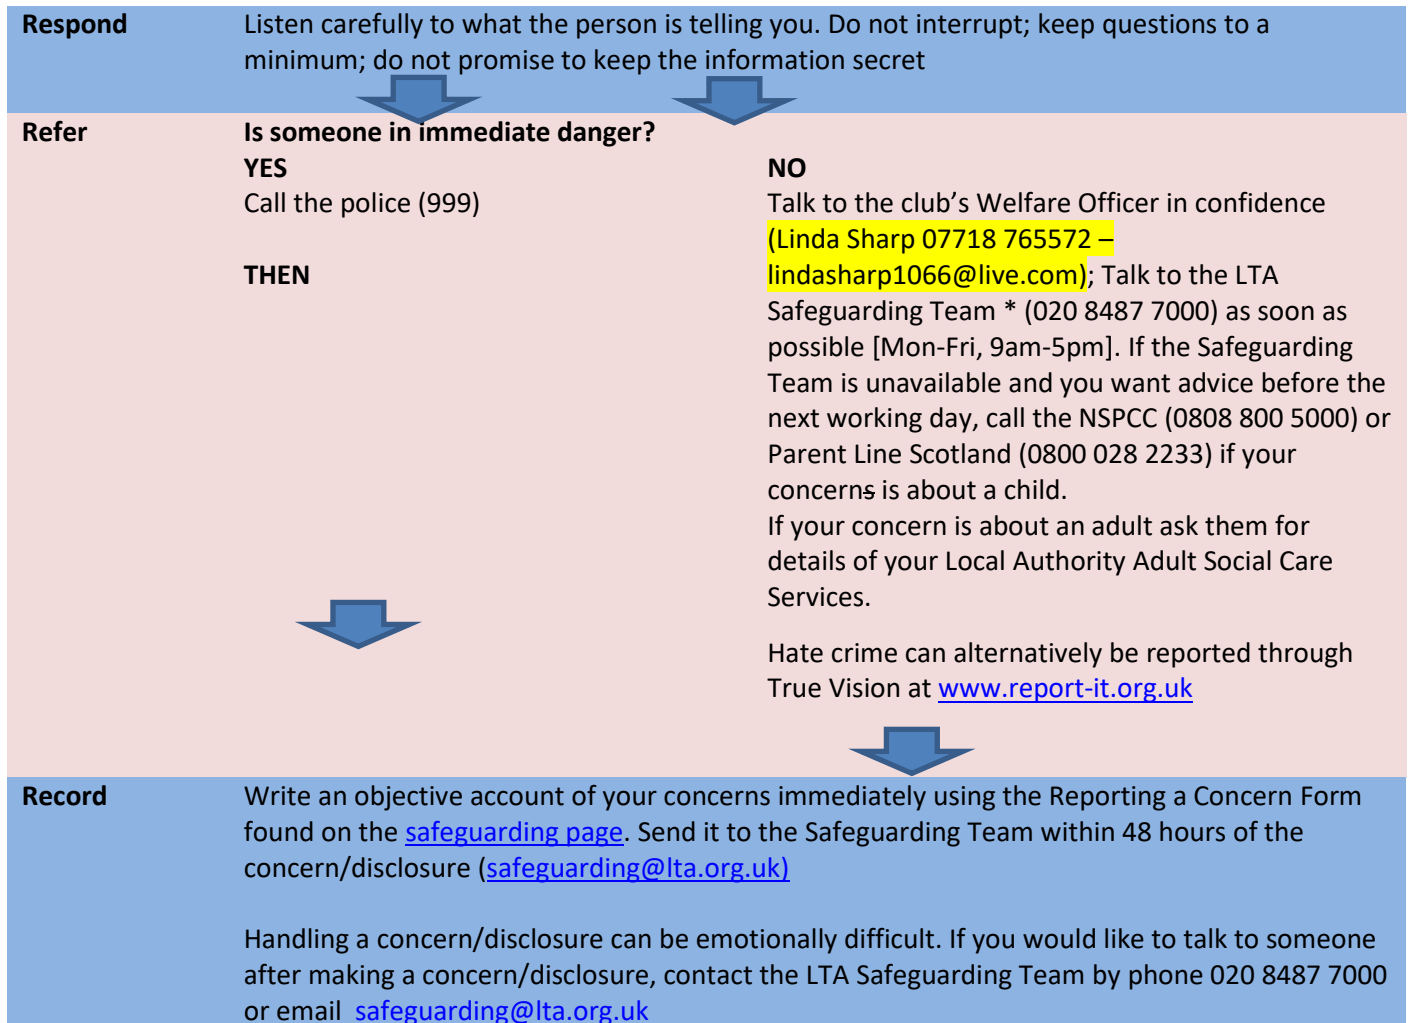 Respond
Listen carefully to what the person is telling you. Do not interrupt; keep questions to a
minimum; do not promise to keep the information secret
Refer
Is someone in immediate danger?
YES
Call the police (999)
THEN
NO
Talk to the club’s Welfare Officer in confidence
(Linda Sharp 07718 765572 –
lindasharp1066@live.com); Talk to the LTA
Safeguarding Team * (020 8487 7000) as soon as
possible [Mon-Fri, 9am-5pm]. If the Safeguarding
Team is unavailable and you want advice before the
next working day, call the NSPCC (0808 800 5000) or
Parent Line Scotland (0800 028 2233) if your
concerns is about a child.
If your concern is about an adult ask them for
details of your Local Authority Adult Social Care
Services.
Hate crime can alternatively be reported through
True Vision at www.report-it.org.uk
Record
Write an objective account of your concerns immediately using the Reporting a Concern Form
found on the safeguarding page. Send it to the Safeguarding Team within 48 hours of the
concern/disclosure (safeguarding@lta.org.uk)
Handling a concern/disclosure can be emotionally difficult. If you would like to talk to someone
after making a concern/disclosure, contact the LTA Safeguarding Team by phone 020 8487 7000
or email  safeguarding@lta.org.uk